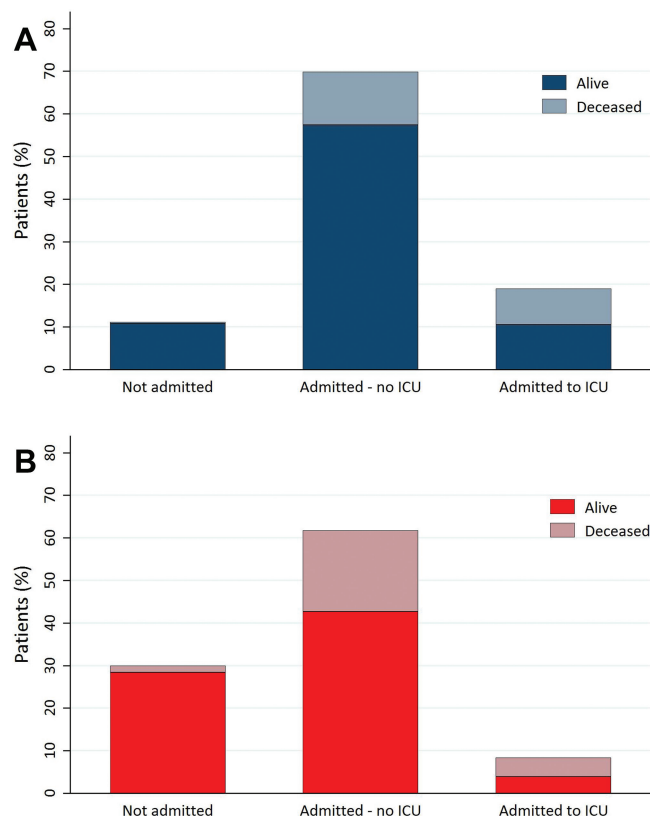 A
Patients (%)
80
70
60
50
40
30
20
10
0
Alive
Deceased
Not admitted
Admitted - no ICU
Admitted to ICU
B
Patients (%)
80
70
60
50
40
30
20
10
0
Alive
Deceased
Not admitted
Admitted - no ICU
Admitted to ICU